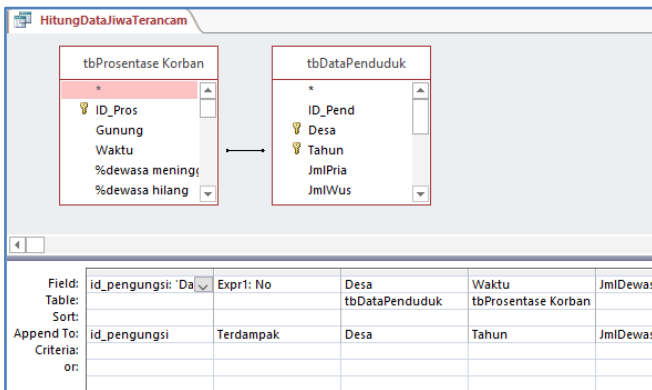 HitungDataJiwaTerancam
tbProsentase Korban
*
ID_Pros
Gunung
Waktu
%dewasa mening
%dewasa hilang
tbDataPenduduk
*
ID_Pend
Desa
Tahun
JmlPria
JmlWus
Field: id_pengungsi: 'Da Expr1: No Desa Waktu JmlDewas
Table: tbDataPenduduk tbProsentase Korban
Sort:
Append To: id_pengungsi Terdampak Desa Tahun JmlDewas
Criteria:
or: